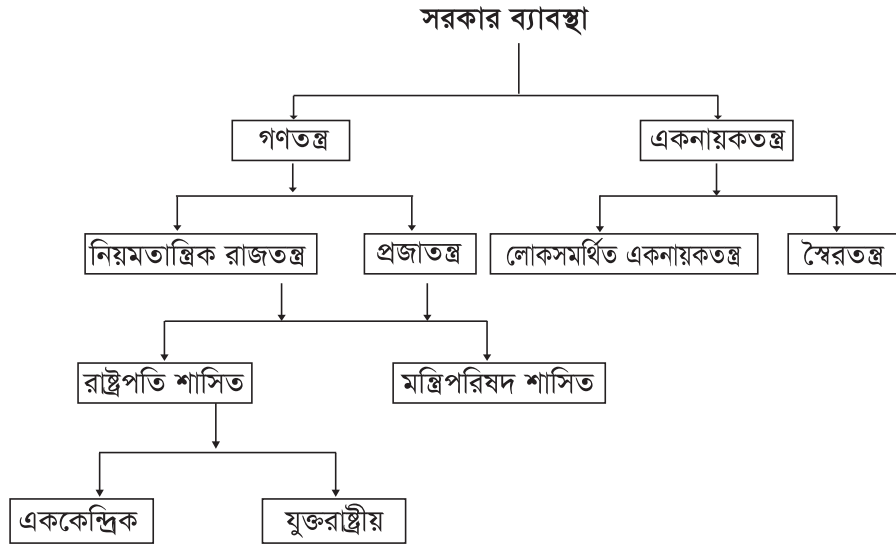 সরকার ব্যাবস্থা
গণতন্ত্র
একনায়কতন্ত্র
নিয়মতান্ত্রিক রাজতন্ত্র
প্রজাতন্ত্র
লোকসমর্থিত একনায়কতন্ত্র
স্বৈরতন্ত্র
রাষ্ট্রপতি শাসিত
মন্ত্রিপরিষদ শাসিত
এককেন্দ্রিক
যুক্তরাষ্ট্রীয়